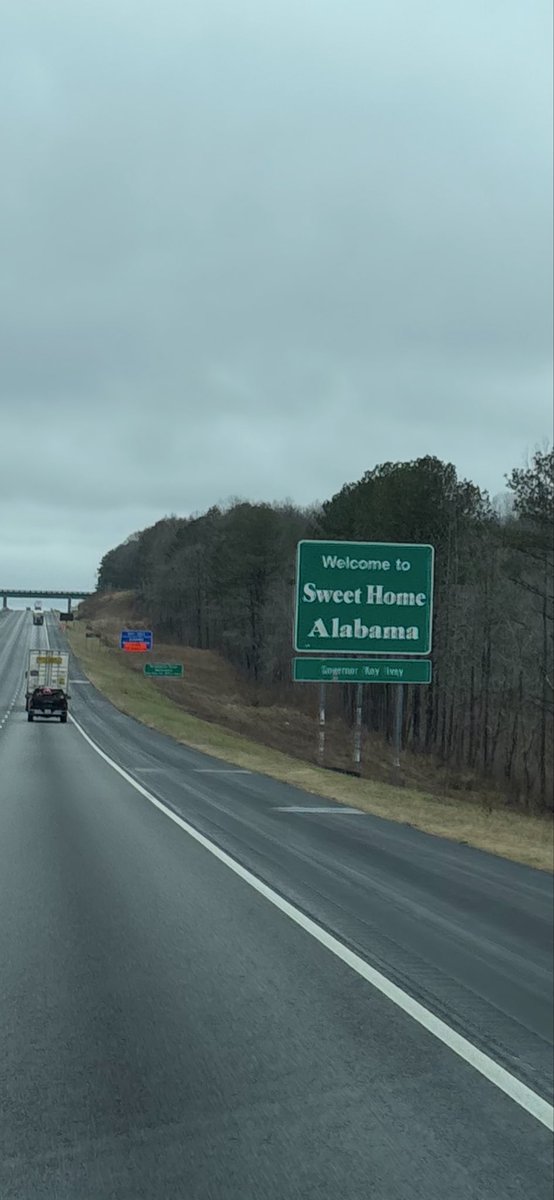 Welcome to
Sweet Home
Alabama
Governor Kay Ivey